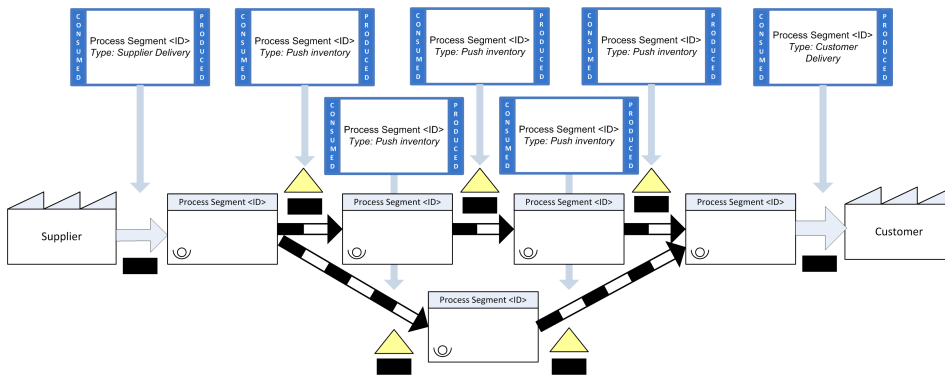 CONSUMED
Process Segment <ID>
Type: Supplier Delivery
PRODUCED
CONSUMED
Process Segment <ID>
Type: Push inventory
PRODUCED
CONSUMED
Process Segment <ID>
Type: Push inventory
PRODUCED
CONSUMED
Process Segment <ID>
Type: Push inventory
PRODUCED
CONSUMED
Process Segment <ID>
Type: Customer
Delivery
PRODUCED
CONSUMED
Process Segment <ID>
Type: Push inventory
PRODUCED
CONSUMED
Process Segment <ID>
Type: Push inventory
PRODUCED
Supplier
Process Segment <ID>
Process Segment <ID>
Process Segment <ID>
Process Segment <ID>
Customer
Process Segment <ID>